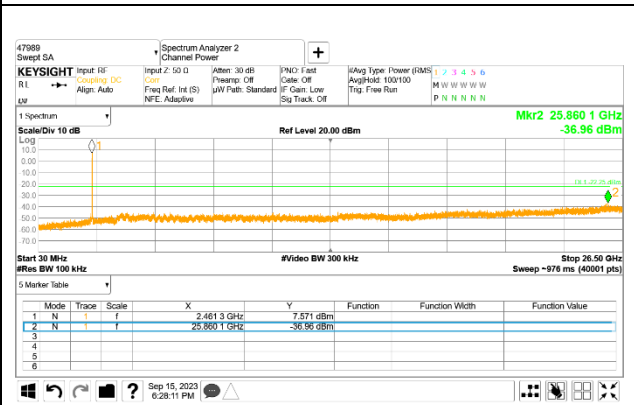 47989
Swept SA
Spectrum Analyzer 2
Channel Power
+
KEYSIGHT Input: RF
R L
Coupling: DC
Align: Auto
Input Z: 50 Ω
Corr
Freq Ref: Int (S)
NFE: Adaptive
Atten: 30 dB
Preamp: Off
µW Path: Standard
PNO: Fast
Gate: Off
IF Gain: Low
Sig Track: Off
#Avg Type: Power (RMS
Avg|Hold: 100/100
Trig: Free Run
1 2 3 4 5 6
M W W W W W
P N N N N N
1 Spectrum
Scale/Div 10 dB
Ref Level 20.00 dBm
Mkr2 25.860 1 GHz
-36.96 dBm
Log
10.0
0.00
10.0
20.0
30.0
40.0
50.0
60.0
70.0
1
2
Start 30 MHz
#Res BW 100 kHz
#Video BW 300 kHz
Stop 26.50 GHz
Sweep ~976 ms (40001 pts)
5 Marker Table
Mode Trace Scale X Y Function Function Width Function Value
1 N 1 f 2.461 3 GHz 7.571 dBm
2 N 1 f 25.860 1 GHz -36.96 dBm
3
4
5
6
?
Sep 15, 2023
6:28:11 PM